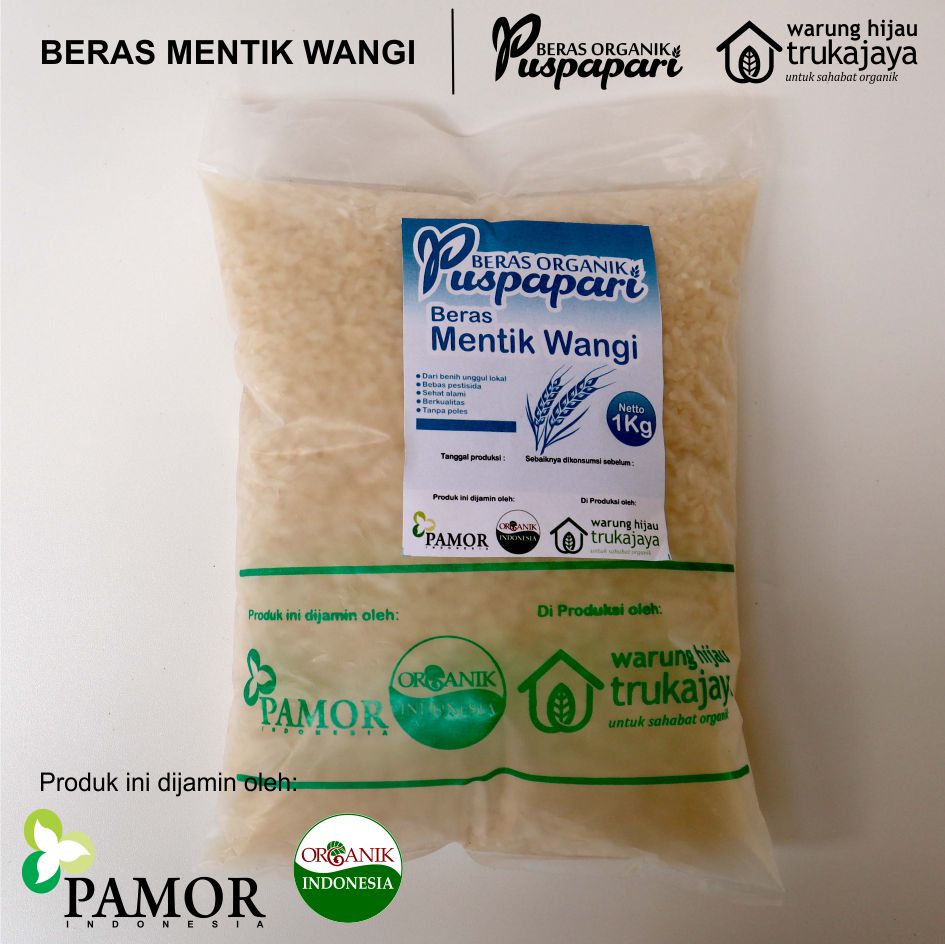 BERAS MENTIK WANGI
BERAS ORGANIK
Puspapari
warung hijau
trukajaya
untuk sahabat organik
BERAS ORGANIK
Puspapari
Beras
Mentik Wangi
Dari benih unggul lokal
Bebas pestisida
Sehat alami
Berkualitas
Tanpa poles
Netto
1Kg
Tanggal produksi :
Sebaiknya dikonsumsi sebelum :
Produk ini dijamin oleh:
Di Produksi oleh:
PAMOR
INDONESIA
ORGANIK
INDONESIA
warung hijau
trukajaya
untuk sahabat organik
Produk ini dijamin oleh:
Di Produksi oleh:
PAMOR
INDONESIA
ORGANIK
INDONESIA
warung hijau
trukajaya
untuk sahabat organik
Produk ini dijamin oleh:
PAMOR
INDONESIA
ORGANIK
INDONESIA